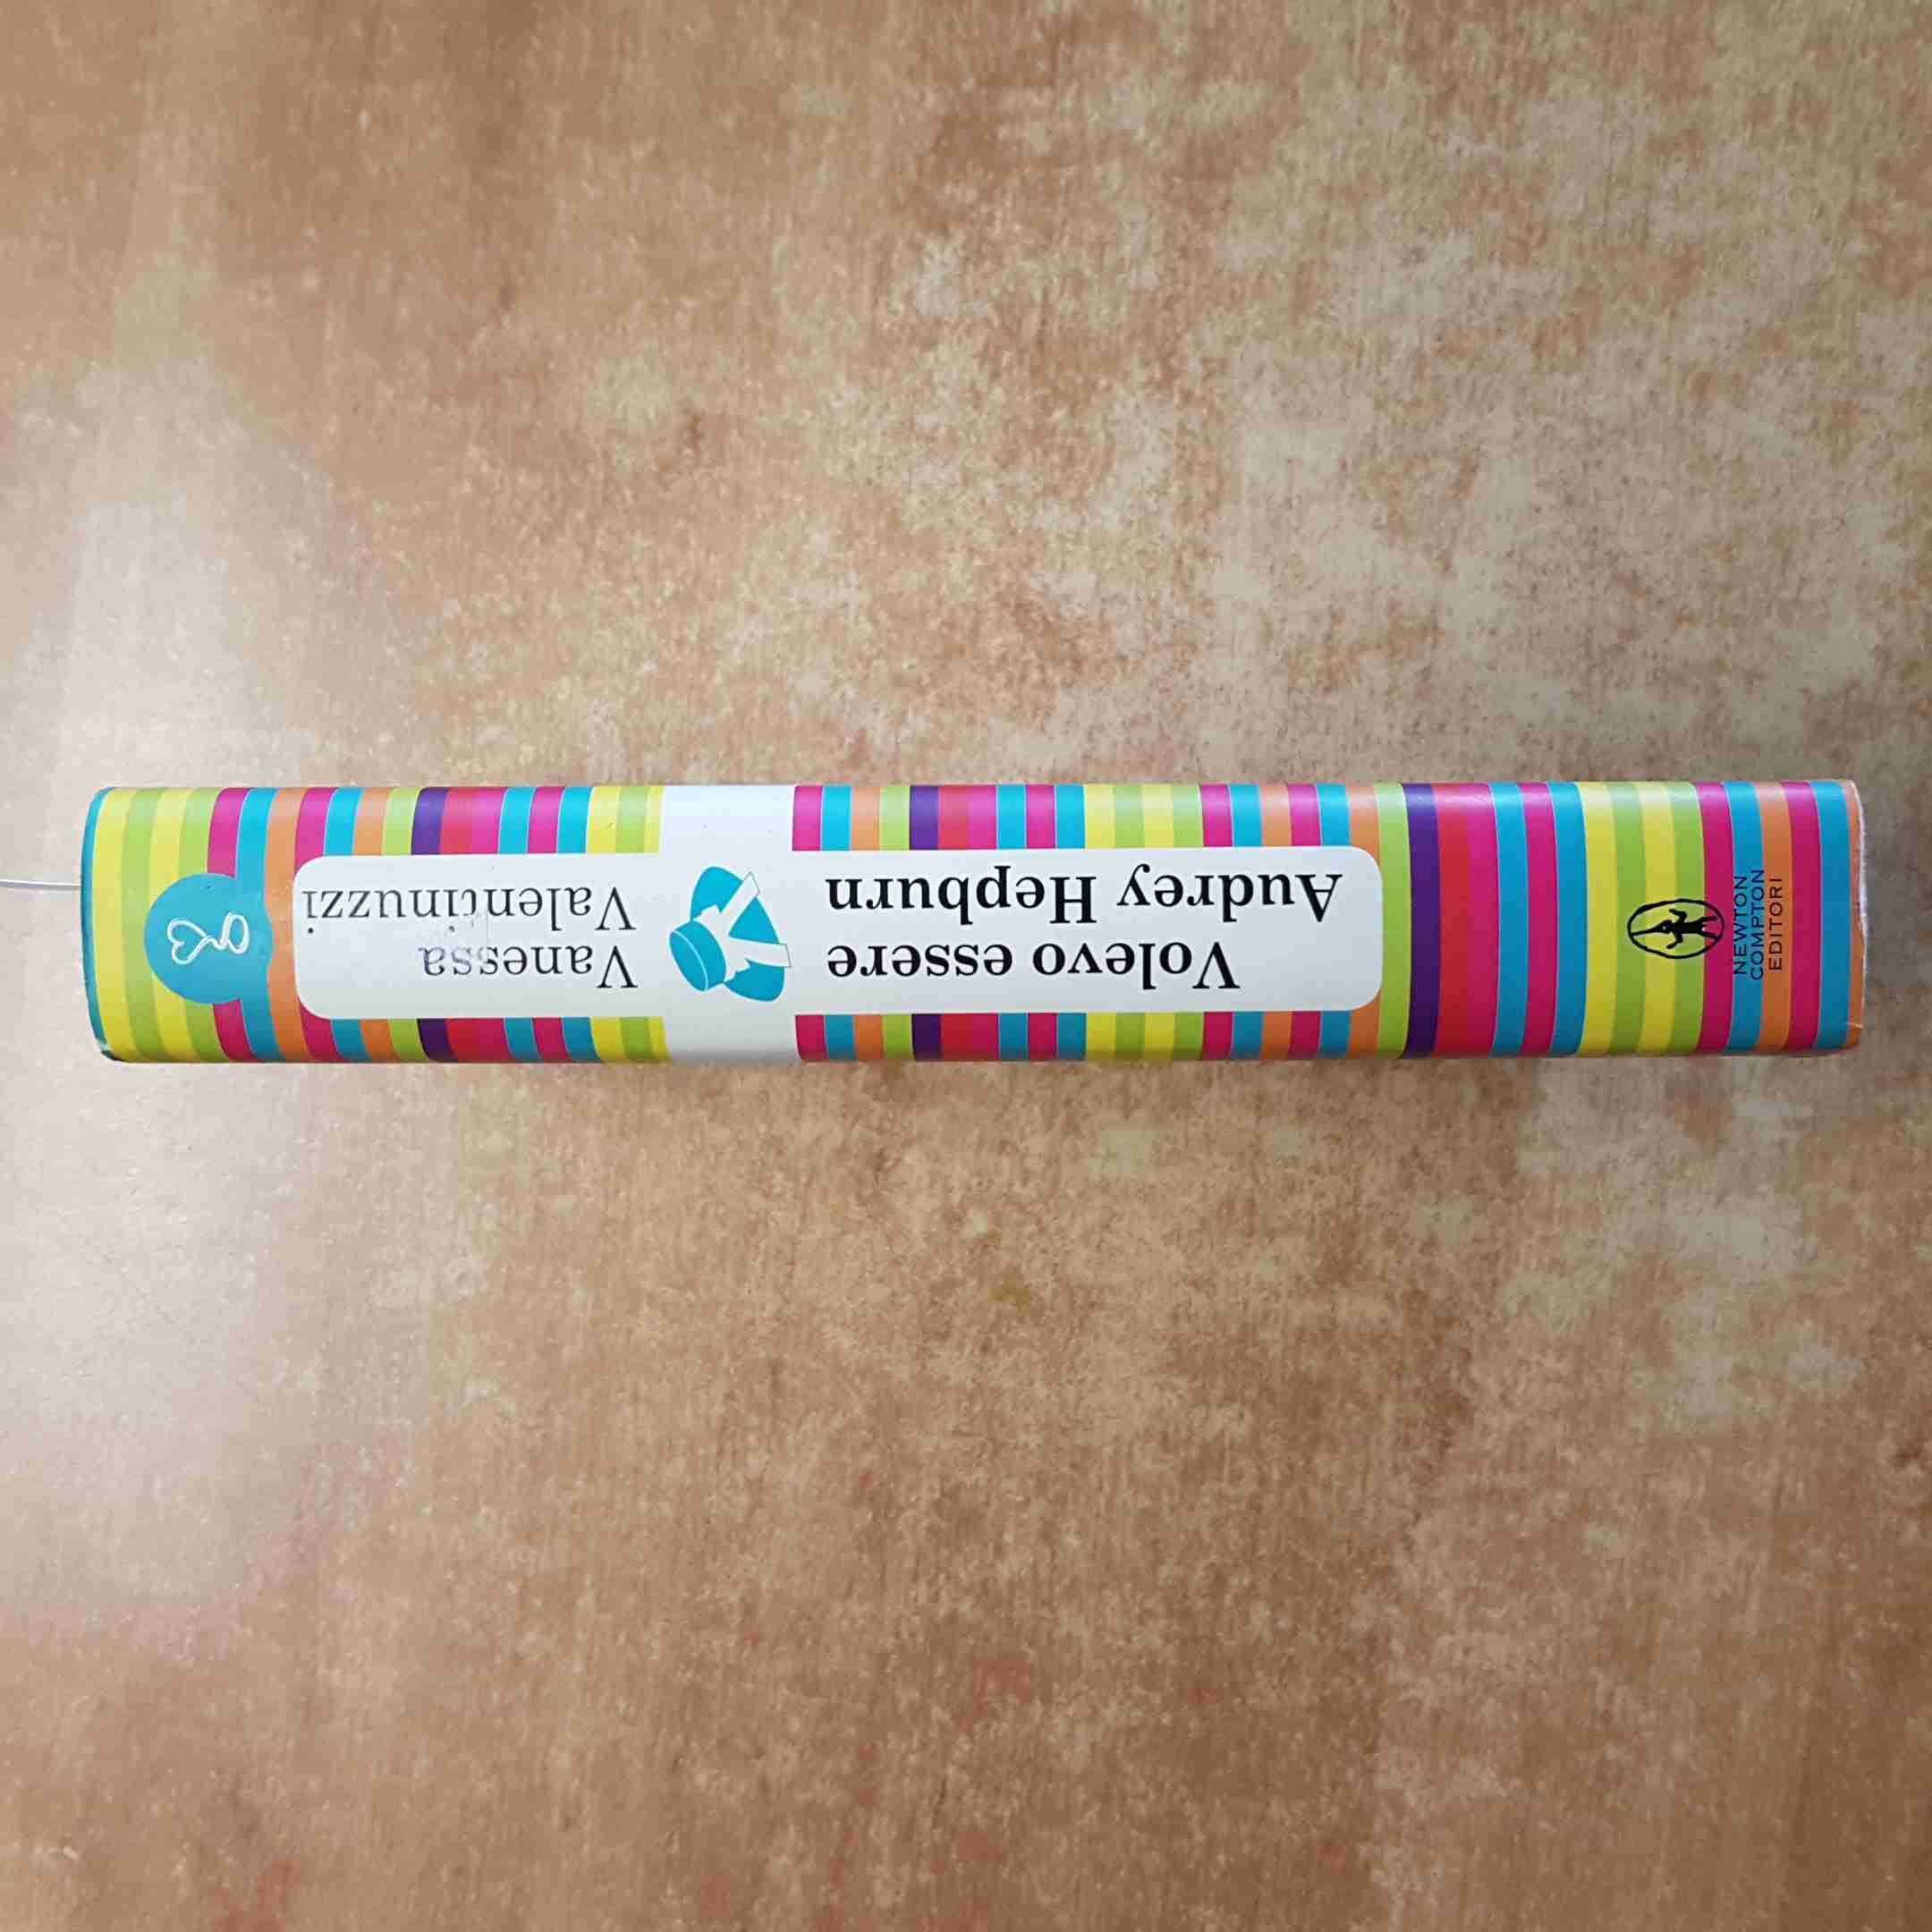 Vanessa
Valentinuzzi
Volevo essere
Audrey Hepburn
NEWTON
COMPTON
EDITORI